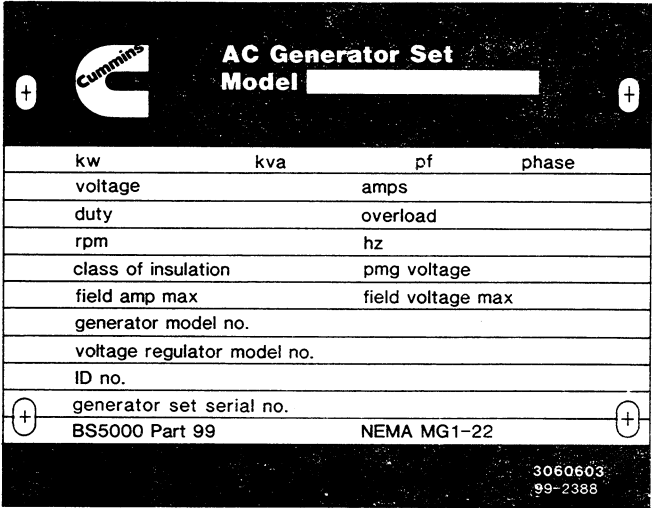 Cummins
AC Generator Set
Model
kw kva pf phase
voltage amps
duty overload
rpm hz
class of insulation pmg voltage
field amp max field voltage max
generator model no.
voltage regulator model no.
ID no.
generator set serial no.
BS5000 Part 99 NEMA MG1-22
3060603
99-2388